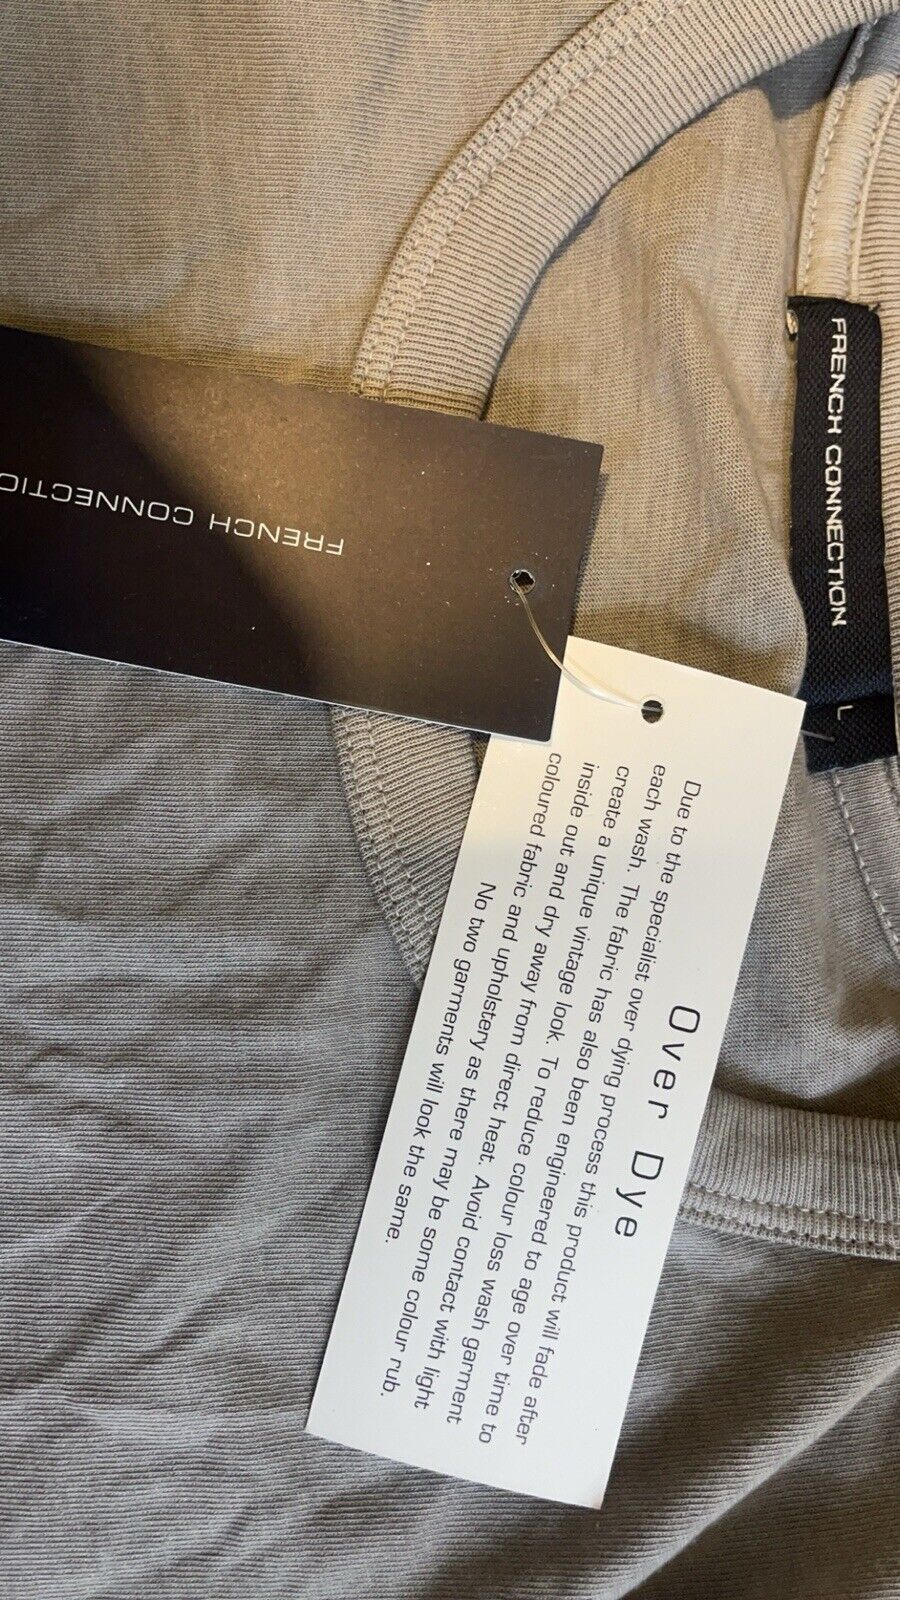 FRENCH CONNECTIO
FRENCH CONNECTION
L
Over Dye
Due to the specialist over dying process this product will fade after
each wash. The fabric has also been engineered to age over time to
create a unique vintage look. To reduce colour loss wash garment
inside out and dry away from direct heat. Avoid contact with light
coloured fabric and upholstery as there may be some colour rub.
No two garments will look the same.